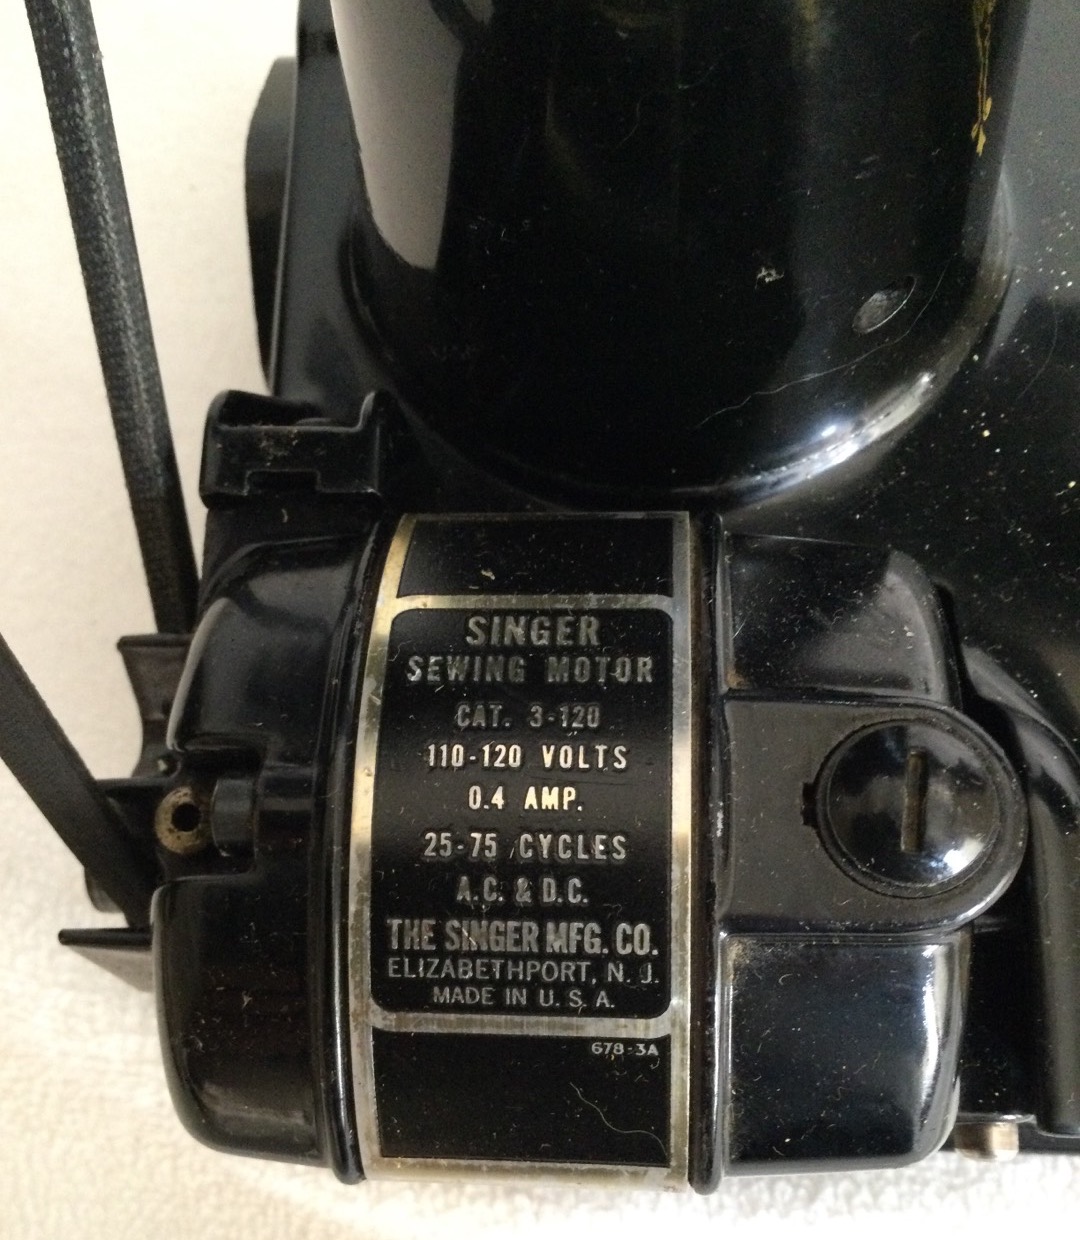 SINGER
SEWING MOTOR
CAT. 3-120
110-120 VOLTS
0.4 AMP.
25-75 CYCLES
A.C. & D.C.
THE SINGER MFG. CO.
ELIZABETHPORT, N. J.
MADE IN U. S. A.
678-3A